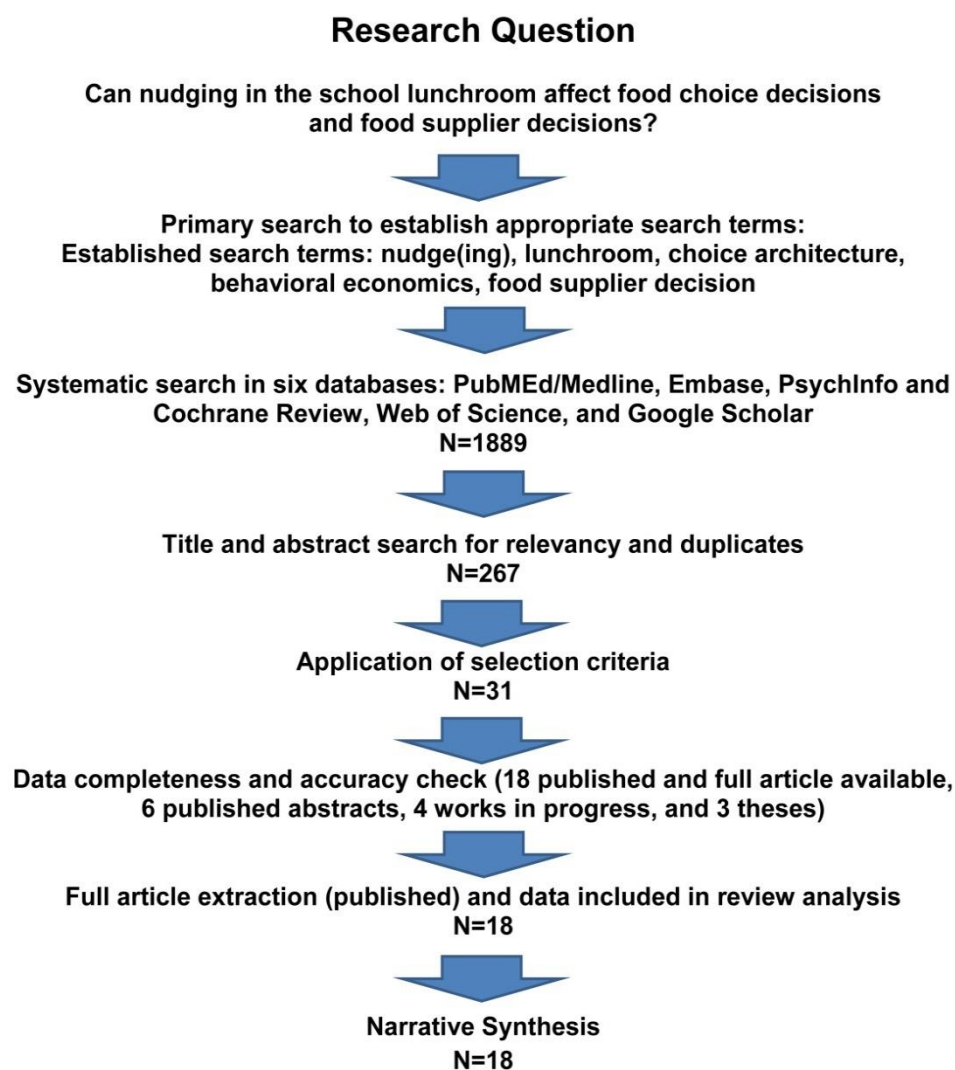 Research Question
Can nudging in the school lunchroom affect food choice decisions
and food supplier decisions?
Primary search to establish appropriate search terms:
Established search terms: nudge(ing), lunchroom, choice architecture,
behavioral economics, food supplier decision
Systematic search in six databases: PubMEd/Medline, Embase, PsychInfo and
Cochrane Review, Web of Science, and Google Scholar
N=1889
Title and abstract search for relevancy and duplicates
N=267
Application of selection criteria
N=31
Data completeness and accuracy check (18 published and full article available,
6 published abstracts, 4 works in progress, and 3 theses)
Full article extraction (published) and data included in review analysis
N=18
Narrative Synthesis
N=18